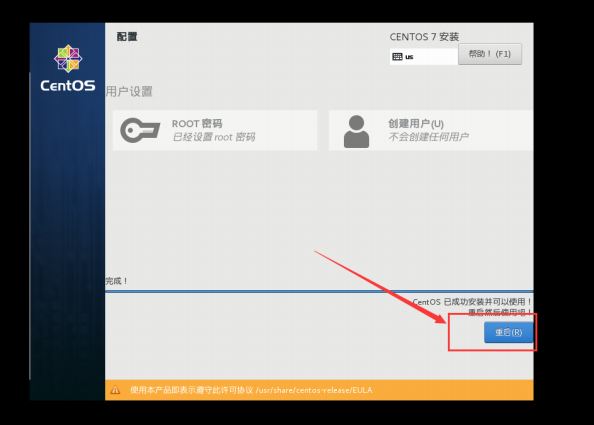 配置
CENTOS 7 安装
us
帮助！(F1)
CentOS
用户设置
ROOT 密码
已经设置 root 密码
创建用户(U)
不会创建任何用户
完成！
CentOS 已成功安装并可以使用！
重启然后使用吧！
重启(R)
使用本产品即表示遵守此许可协议 /usr/share/centos-release/EULA